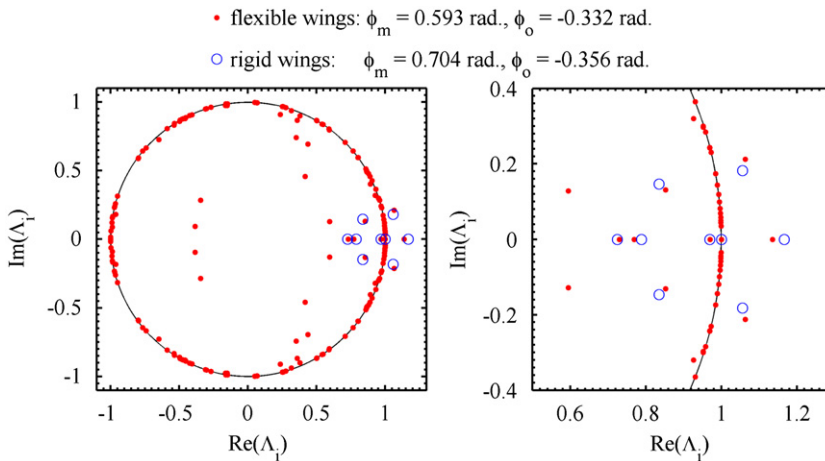 flexible wings: ϕm = 0.593 rad., ϕo = -0.332 rad.
rigid wings: ϕm = 0.704 rad., ϕo = -0.356 rad.
1
0.5
0
-0.5
-1
Im(Λi)
-1 -0.5 0 0.5 1
Re(Λi)
0.4
0.2
0
-0.2
-0.4
0.6 0.8 1 1.2
Re(Λi)